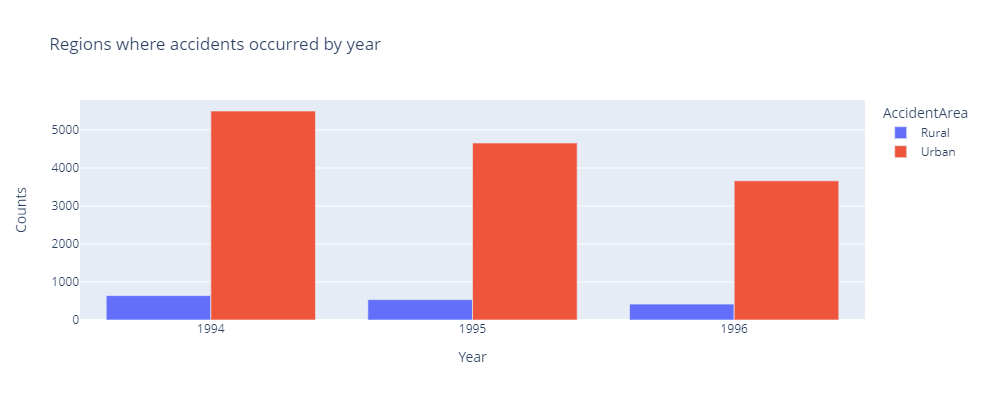 Regions where accidents occurred by year
AccidentArea
Rural
Urban
Counts
5000
4000
3000
2000
1000
0
1994
1995
1996
Year